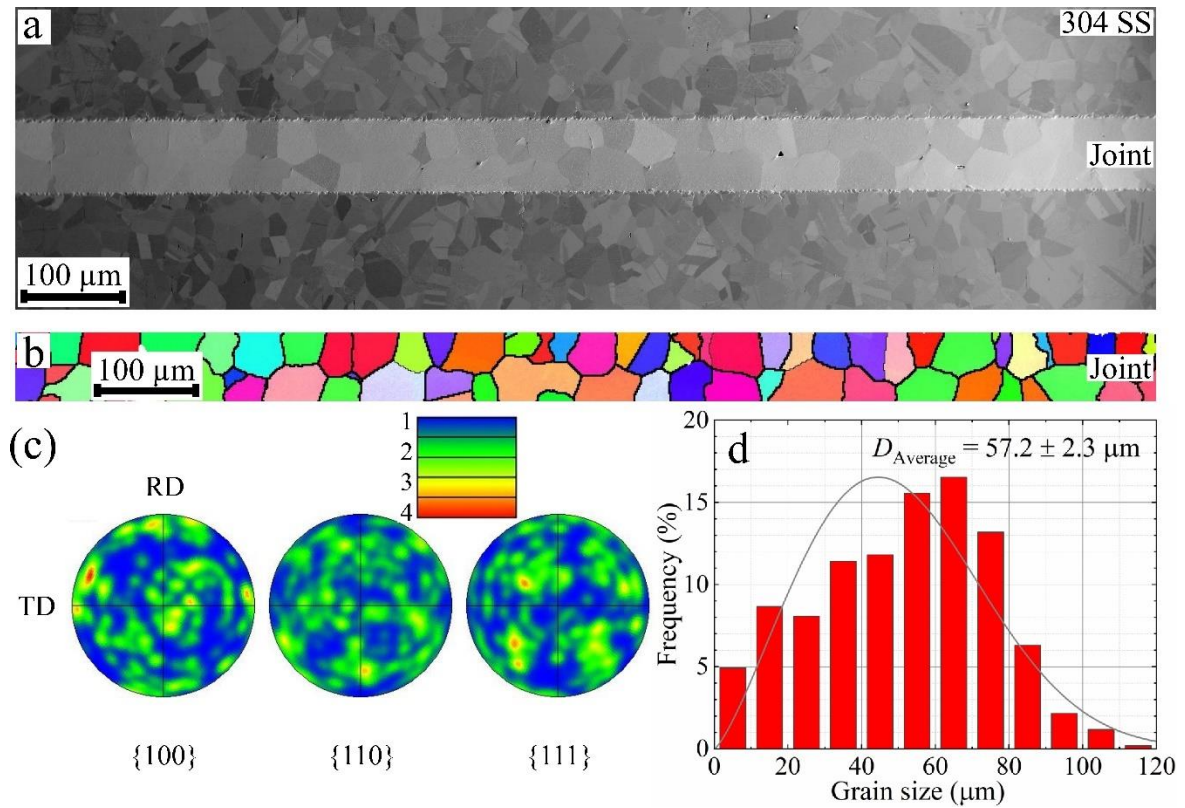 a
304 SS
Joint
100 µm
b
100 µm
Joint
(c)
1
2
3
4
RD
TD
{100}
{110}
{111}
d
D Average = 57.2 ± 2.3 µm
Frequency (%)
20
15
10
5
0
0 20 40 60 80 100 120
Grain size (µm)